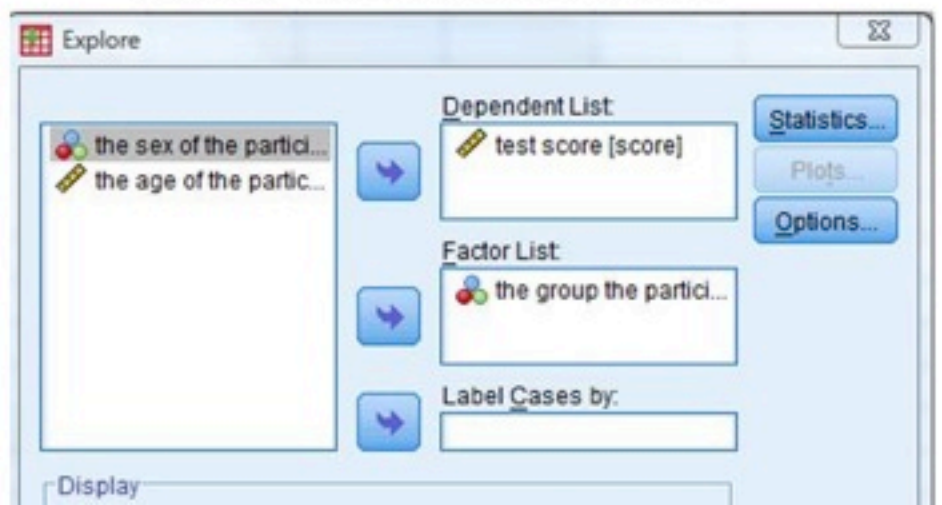 Explore
Dependent List:
test score [score]
the sex of the partici...
the age of the partic...
Factor List:
the group the partici...
Label Cases by:
Statistics...
Plots...
Options...
Display